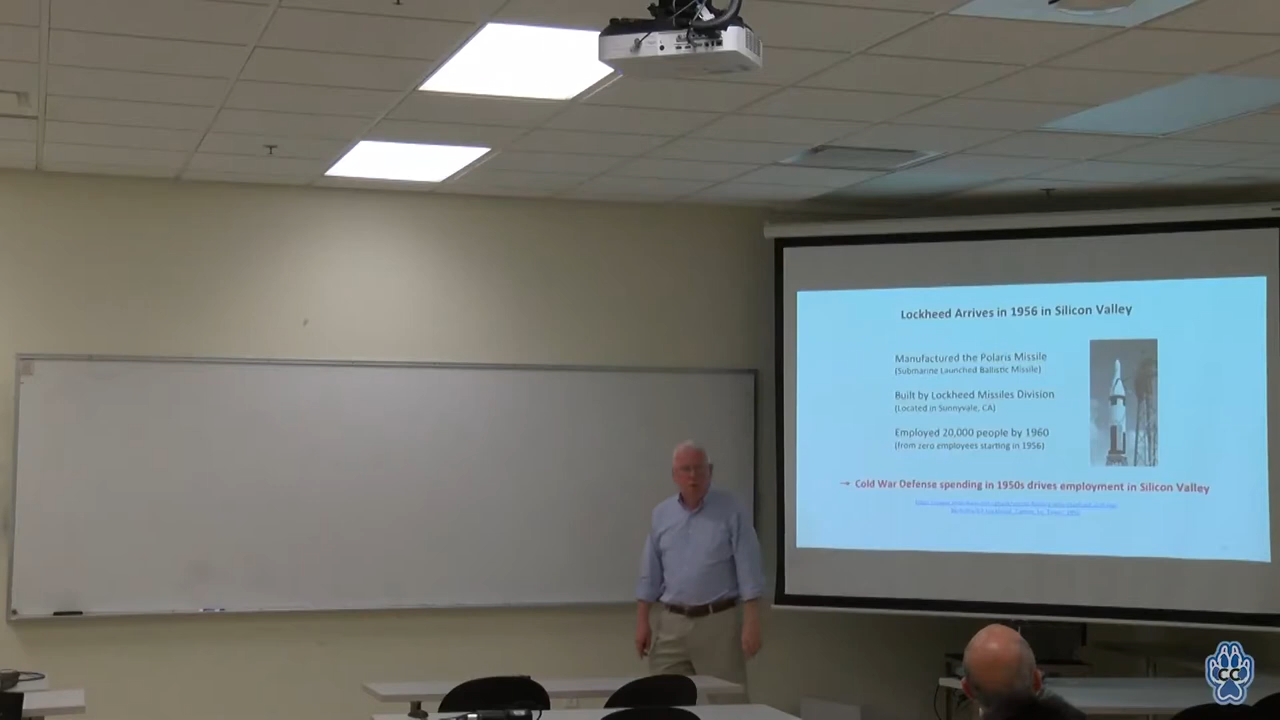 Lockheed Arrives in 1956 in Silicon Valley
Manufactured the Polaris Missile
(Submarine Launched Ballistic Missile)
Built by Lockheed Missiles Division
(Located in Sunnyvale, CA)
Employed 20,000 people by 1960
(from zero employees starting in 1956)
→ Cold War Defense spending in 1950s drives employment in Silicon Valley
CC